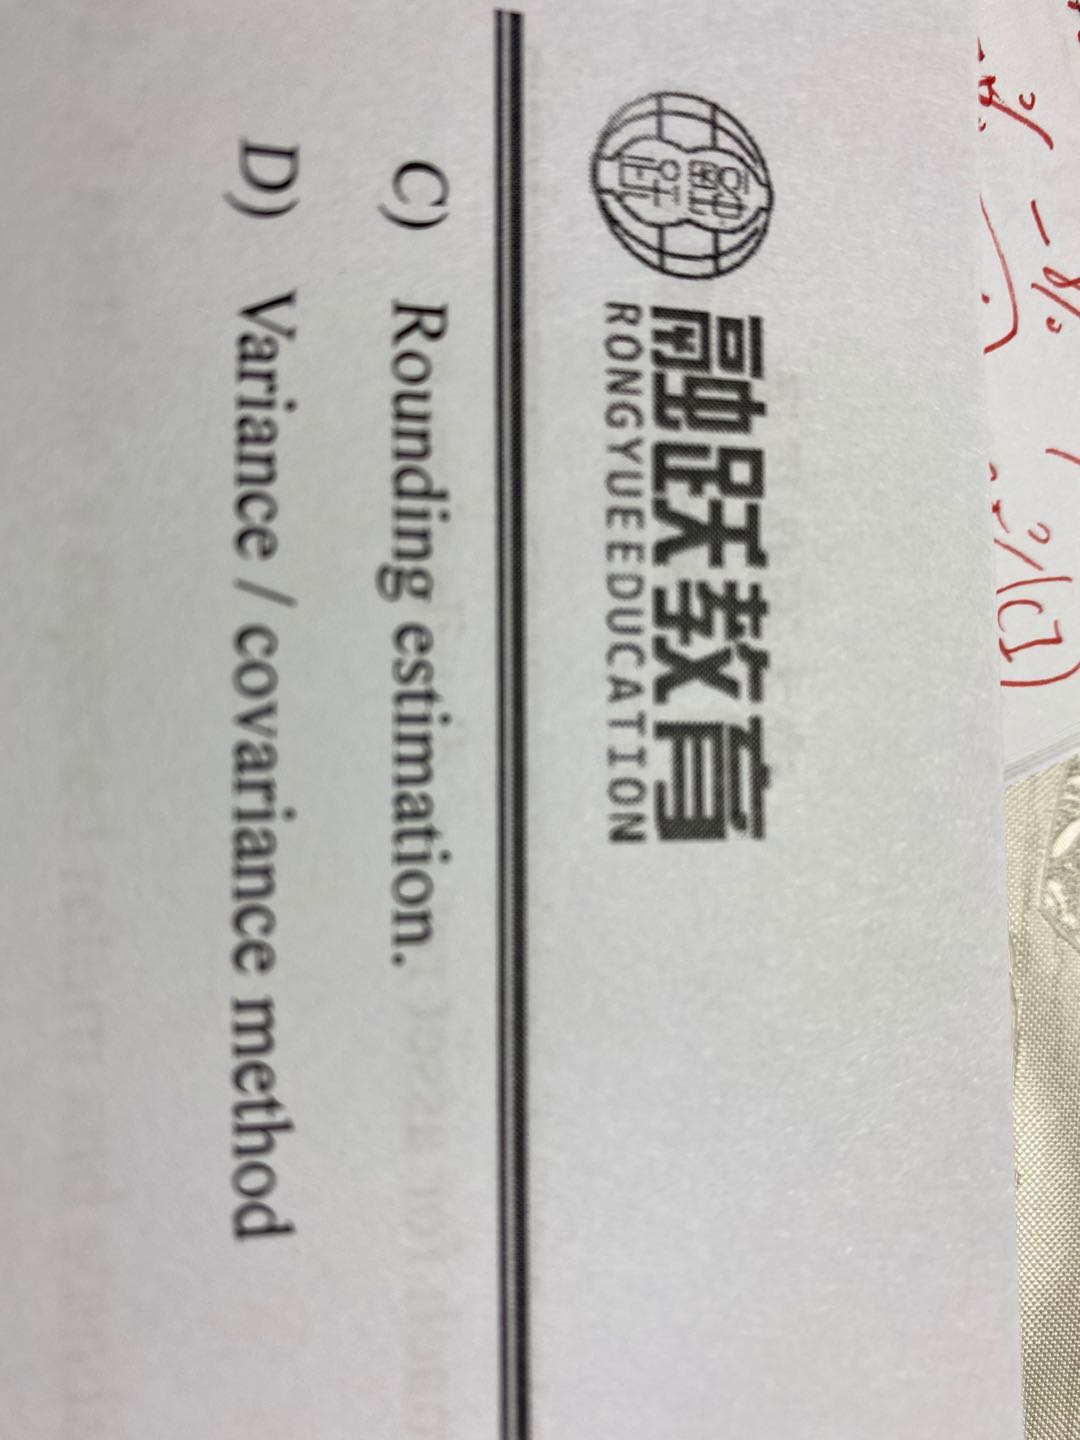 融跃教育
RONGYUEEDUCATION
C) Rounding estimation.
D) Variance / covariance method